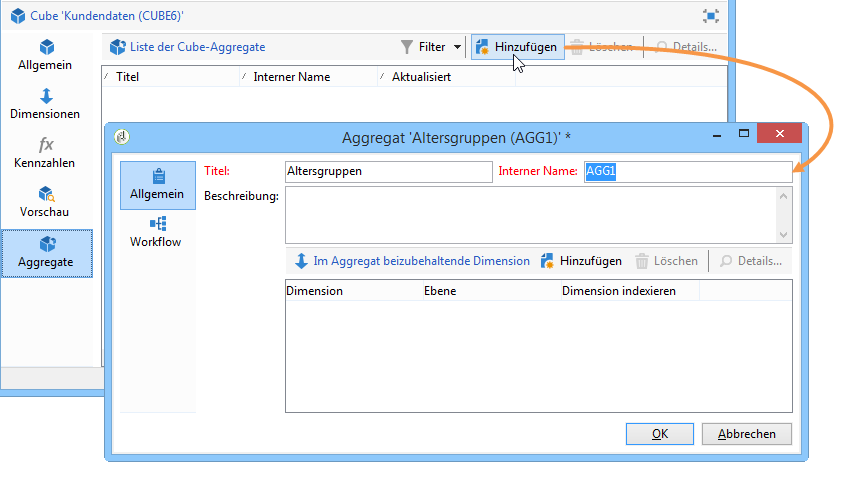 Cube 'Kundendaten (CUBE6)'
Allgemein
Dimensionen
fx
Kennzahlen
Vorschau
Aggregate
Liste der Cube-Aggregate
Filter
Hinzufügen
Löschen
Details...
Titel
Interner Name
Aktualisiert
Aggregat 'Altersgruppen (AGG1)' *
Allgemein
Workflow
Titel:
Altersgruppen
Interner Name:
AGG1
Beschreibung:
Im Aggregat beizubehaltende Dimension
Hinzufügen
Löschen
Details...
Dimension
Ebene
Dimension indexieren
OK
Abbrechen